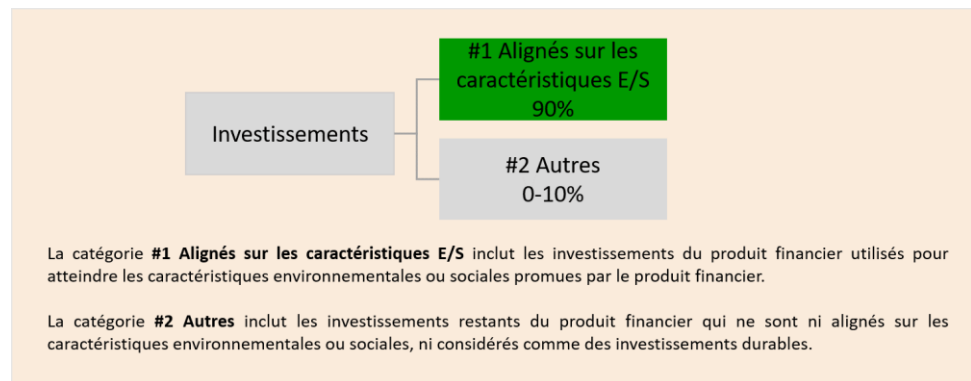 #1 Alignés sur les
caractéristiques E/S
90%
Investissements
#2 Autres
0-10%
La catégorie #1 Alignés sur les caractéristiques E/S inclut les investissements du produit financier utilisés pour
atteindre les caractéristiques environnementales ou sociales promues par le produit financier.
La catégorie #2 Autres inclut les investissements restants du produit financier qui ne sont ni alignés sur les
caractéristiques environnementales ou sociales, ni considérés comme des investissements durables.